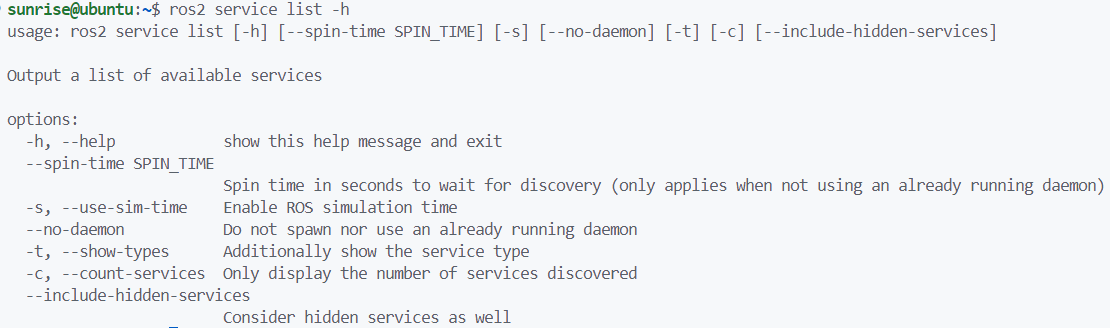 sunrise@ubuntu:~$ ros2 service list -h
usage: ros2 service list [-h] [--spin-time SPIN_TIME] [-s] [--no-daemon] [-t] [-c] [--include-hidden-services]
Output a list of available services
options:
-h, --help show this help message and exit
--spin-time SPIN_TIME
Spin time in seconds to wait for discovery (only applies when not using an already running daemon)
-s, --use-sim-time Enable ROS simulation time
--no-daemon Do not spawn nor use an already running daemon
-t, --show-types Additionally show the service type
-c, --count-services Only display the number of services discovered
--include-hidden-services
Consider hidden services as well